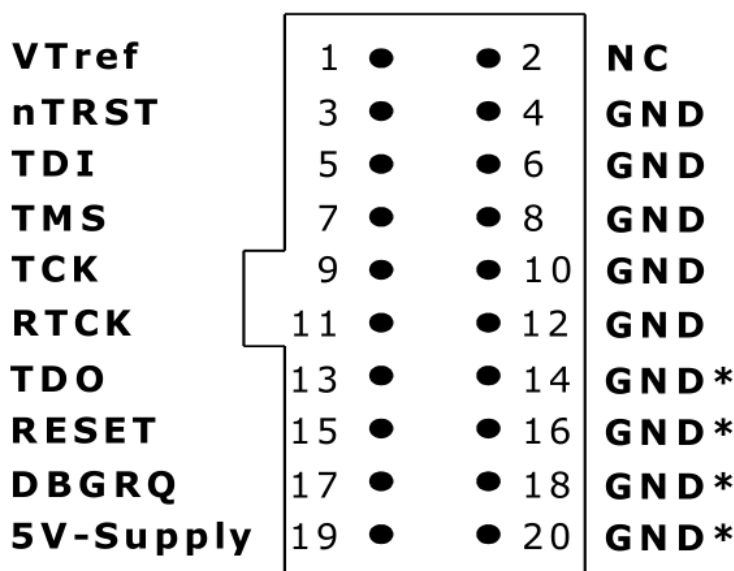 VTref 1 2 NC
nTRST 3 4 GND
TDI 5 6 GND
TMS 7 8 GND
TCK 9 10 GND
RTCK 11 12 GND
TDO 13 14 GND*
RESET 15 16 GND*
DBGRQ 17 18 GND*
5V-Supply 19 20 GND*